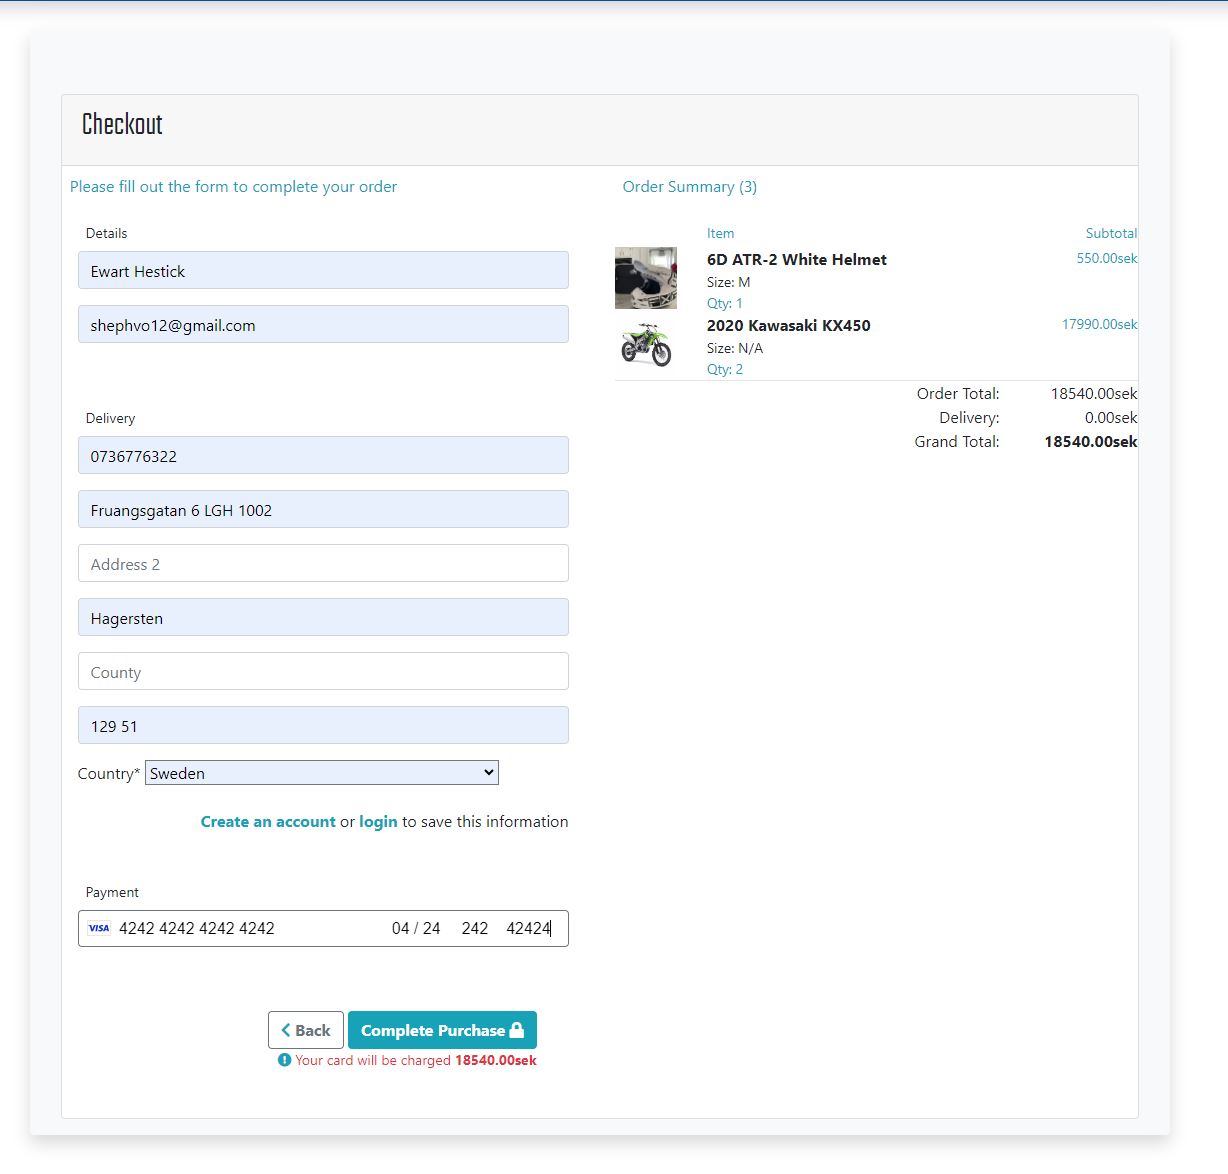 Checkout
Please fill out the form to complete your order
Details
Ewart Hestick
shephvo12@gmail.com
Delivery
0736776322
Fruangsgatan 6 LGH 1002
Address 2
Hagersten
County
129 51
Country* Sweden
Create an account or login to save this information
Payment
VISA 4242 4242 4242 4242 04 / 24 242 42424
Back Complete Purchase
Your card will be charged 18540.00sek
Order Summary (3)
Item Subtotal
6D ATR-2 White Helmet 550.00sek
Size: M
Qty: 1
2020 Kawasaki KX450 17990.00sek
Size: N/A
Qty: 2
Order Total: 18540.00sek
Delivery: 0.00sek
Grand Total: 18540.00sek